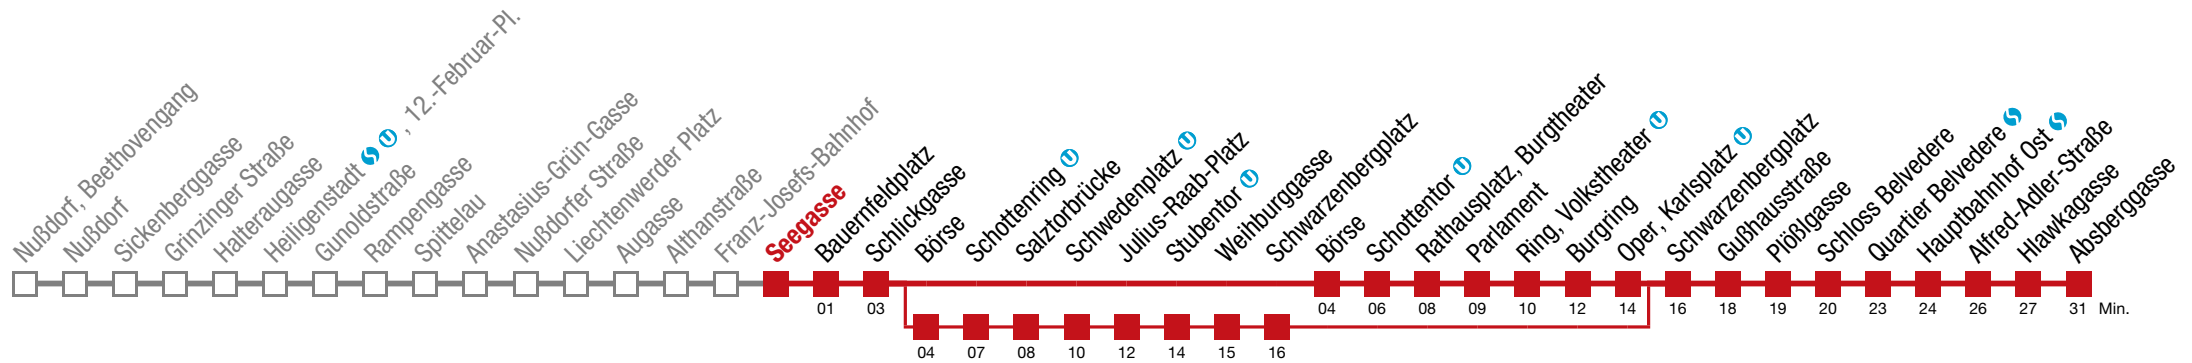 Nußdorf, Beethovengang
Nußdorf
Sickenberggasse
Grinzinger Straße
Halteraugasse
Heiligenstadt S U , 12.-Februar-Pl.
Gunoldstraße
Rampengasse
Spittelau
Anastasius-Grün-Gasse
Nußdorfer Straße
Liechtenwerder Platz
Augasse
Althanstraße
Franz-Josefs-Bahnhof
Seegasse
Bauernfeldplatz
Schlickgasse
Börse
Schottenring U
Salztorbrücke
Schwedenplatz U
Julius-Raab-Platz
Stubentor U
Weihburggasse
Schwarzenbergplatz
Börse
Schottentor U
Rathausplatz, Burgtheater
Parlament
Ring, Volkstheater U
Burgring
Oper, Karlsplatz U
Schwarzenbergplatz
Gußhausstraße
Plößlgasse
Schloss Belvedere
Quartier Belvedere S
Hauptbahnhof Ost S
Alfred-Adler-Straße
Hlawkagasse
Absberggasse
01 03 04 06 08 09 10 12 14 16 18 19 20 23 24 26 27 31 Min.
04 07 08 10 12 14 15 16